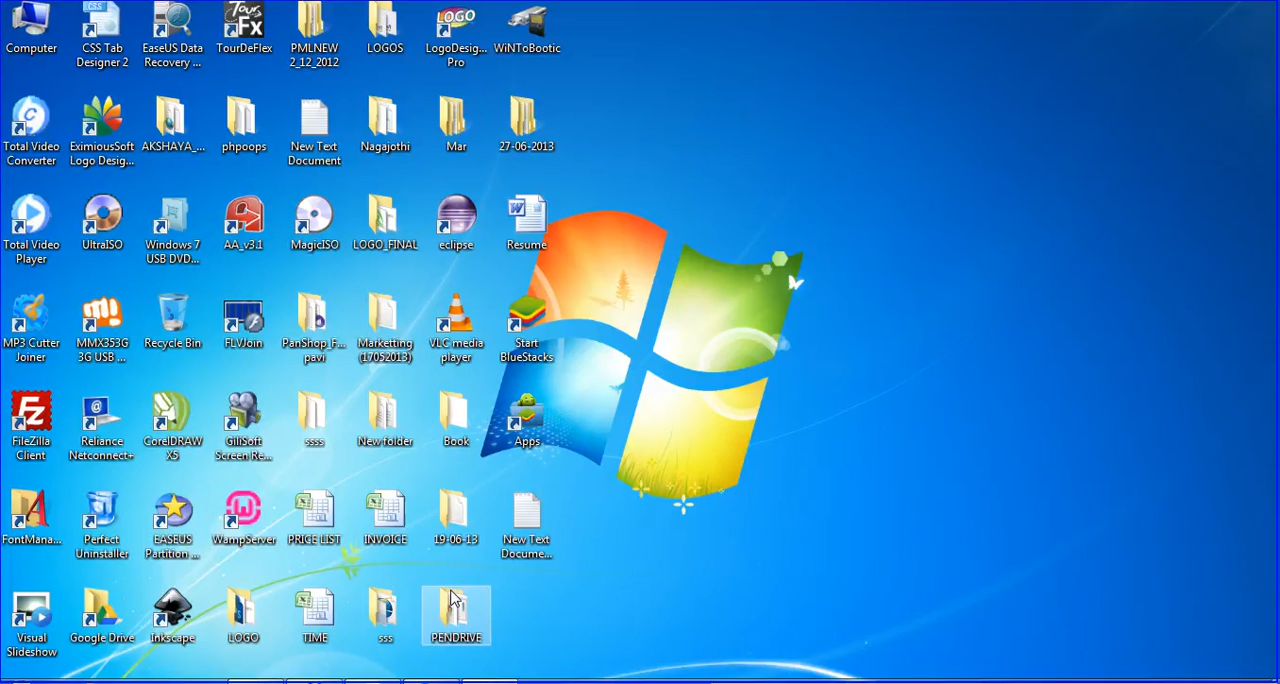 Computer
CSS Tab
Designer 2
EaseUS Data
Recovery ...
TourDeFlex
PMLNEW
2_12_2012
LOGOS
LogoDesig...
Pro
WiNToBootic
Total Video
Converter
EximiousSoft
Logo Desig...
AKSHAYA_...
phpoops
New Text
Document
Nagajothi
Mar
27-06-2013
Total Video
Player
UltraISO
Windows 7
USB DVD...
AA_v3.1
MagicISO
LOGO_FINAL
eclipse
Resume
MP3 Cutter
Joiner
MMX353G
3G USB ...
Recycle Bin
FLVJoin
PanShop_F...
pavi
Marketting
(17052013)
VLC media
player
Start
BlueStacks
FileZilla
Client
Reliance
Netconnect+
CorelDRAW
X5
GiliSoft
Screen Re...
ssss
New folder
Book
Apps
FontMana...
Perfect
Uninstaller
EASEUS
Partition ...
WampServer
PRICE LIST
INVOICE
19-06-13
New Text
Docume...
Visual
Slideshow
Google Drive
Inkscape
LOGO
TIME
sss
PENDRIVE